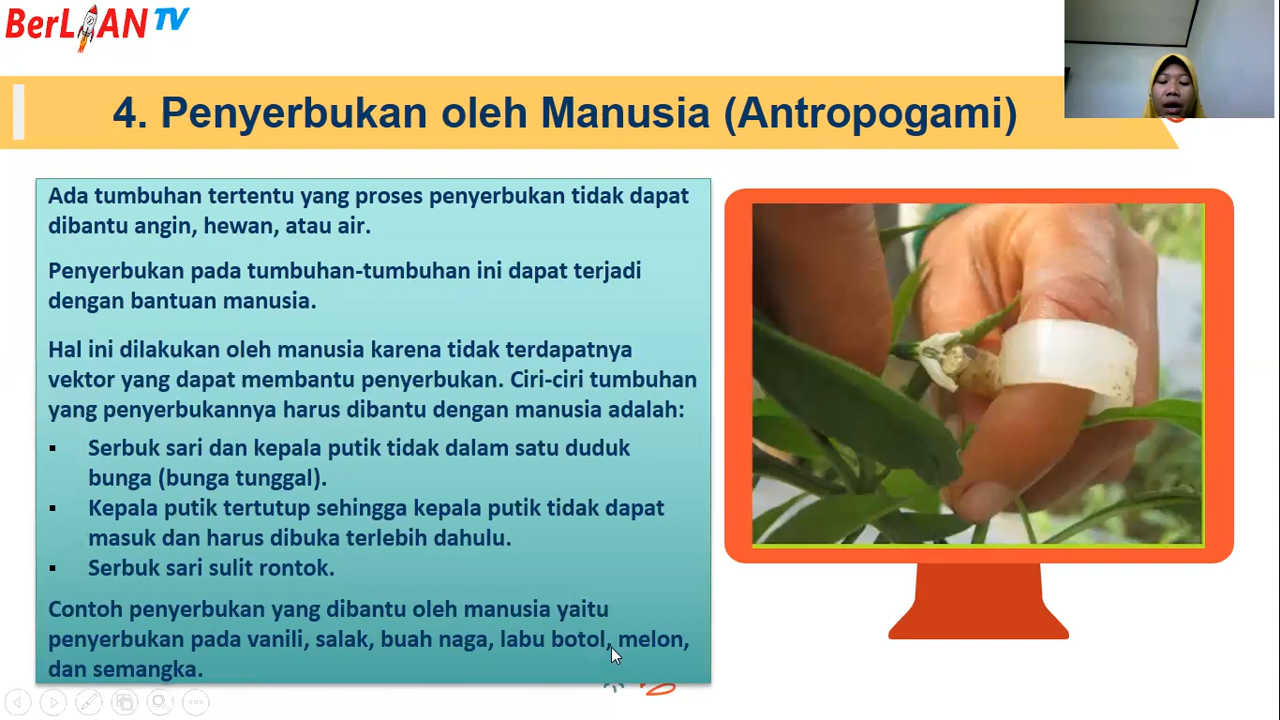 BerLIAN TV
4. Penyerbukan oleh Manusia (Antropogami)
Ada tumbuhan tertentu yang proses penyerbukan tidak dapat
dibantu angin, hewan, atau air.
Penyerbukan pada tumbuhan-tumbuhan ini dapat terjadi
dengan bantuan manusia.
Hal ini dilakukan oleh manusia karena tidak terdapatnya
vektor yang dapat membantu penyerbukan. Ciri-ciri tumbuhan
yang penyerbukannya harus dibantu dengan manusia adalah:
▪ Serbuk sari dan kepala putik tidak dalam satu duduk
bunga (bunga tunggal).
▪ Kepala putik tertutup sehingga kepala putik tidak dapat
masuk dan harus dibuka terlebih dahulu.
▪ Serbuk sari sulit rontok.
Contoh penyerbukan yang dibantu oleh manusia yaitu
penyerbukan pada vanili, salak, buah naga, labu botol, melon,
dan semangka.